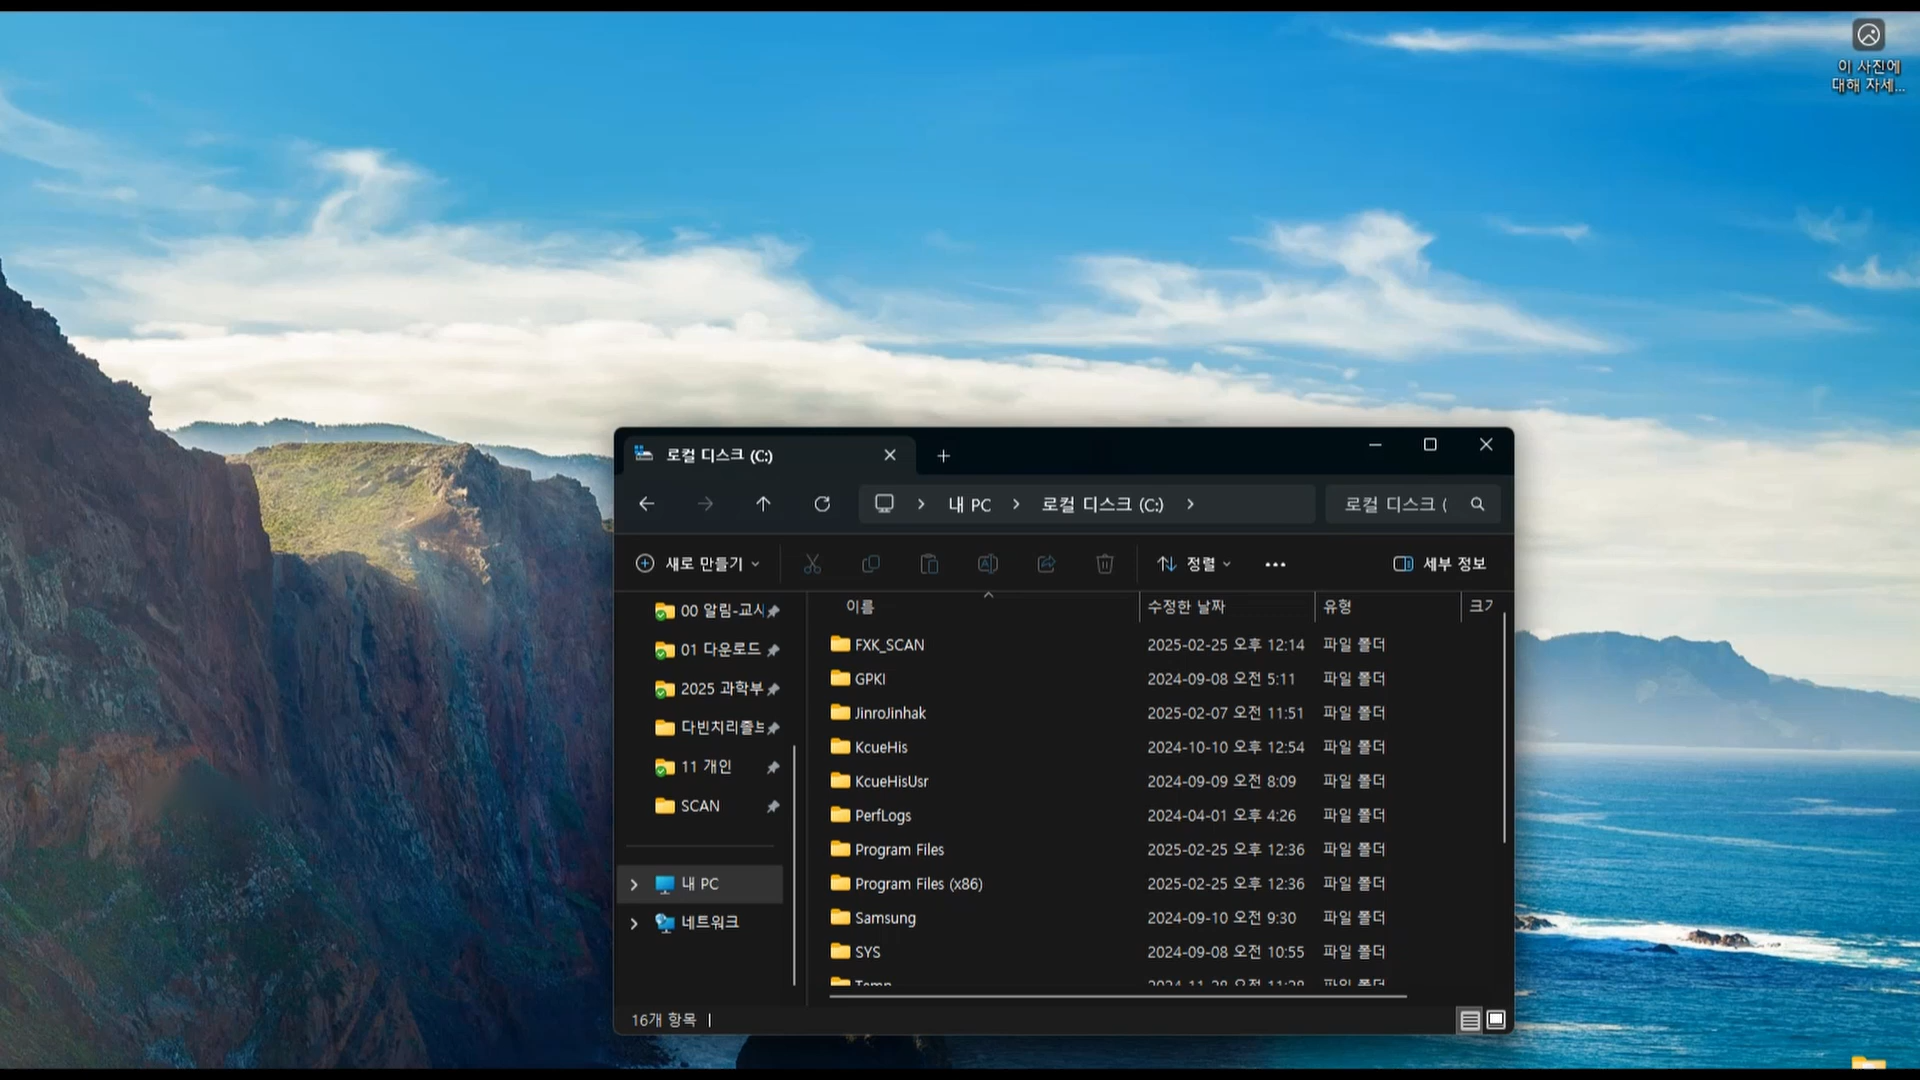 이 사진에
대해 자세...
로컬 디스크 (C:)
내 PC
로컬 디스크 (C:)
로컬 디스크 (
새로 만들기
정렬
세부 정보
00 알림-교시
01 다운로드
2025 과학부
다빈치리졸브
11 개인
SCAN
내 PC
네트워크
이름 수정한 날짜 유형 크기
FXK_SCAN 2025-02-25 오후 12:14 파일 폴더
GPKI 2024-09-08 오전 5:11 파일 폴더
JinroJinhak 2025-02-07 오전 11:51 파일 폴더
KcueHis 2024-10-10 오후 12:54 파일 폴더
KcueHisUsr 2024-09-09 오전 8:09 파일 폴더
PerfLogs 2024-04-01 오후 4:26 파일 폴더
Program Files 2025-02-25 오후 12:36 파일 폴더
Program Files (x86) 2025-02-25 오후 12:36 파일 폴더
Samsung 2024-09-10 오전 9:30 파일 폴더
SYS 2024-09-08 오전 10:55 파일 폴더
16개 항목